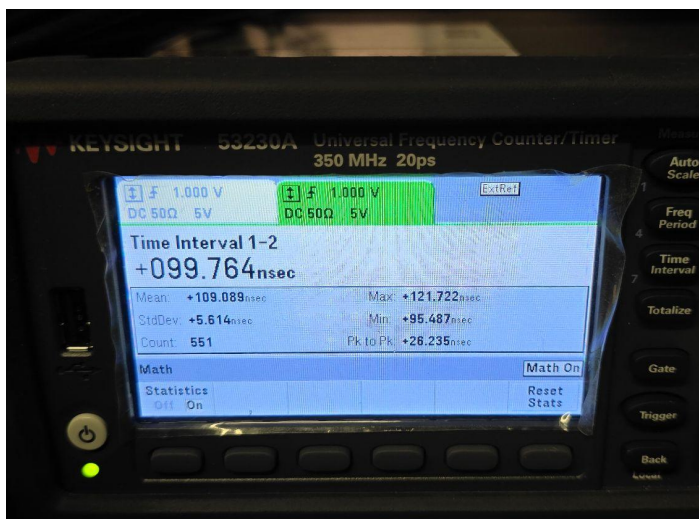 KEYSIGHT 53230A Universal Frequency Counter/Timer
350 MHz 20ps
1.000 V
DC 50Ω 5V
1.000 V
DC 50Ω 5V
ExtRef
Time Interval 1-2
+099.764nsec
Mean: +109.089nsec Max: +121.722nsec
StdDev: +5.614nsec Min: +95.487nsec
Count: 551 Pk to Pk: +26.235nsec
Math Math On
Statistics
Off On
Reset
Stats
Auto
Scale
1
Freq
Period
4
Time
Interval
7
Totalize
Gate
Trigger
Back
Local